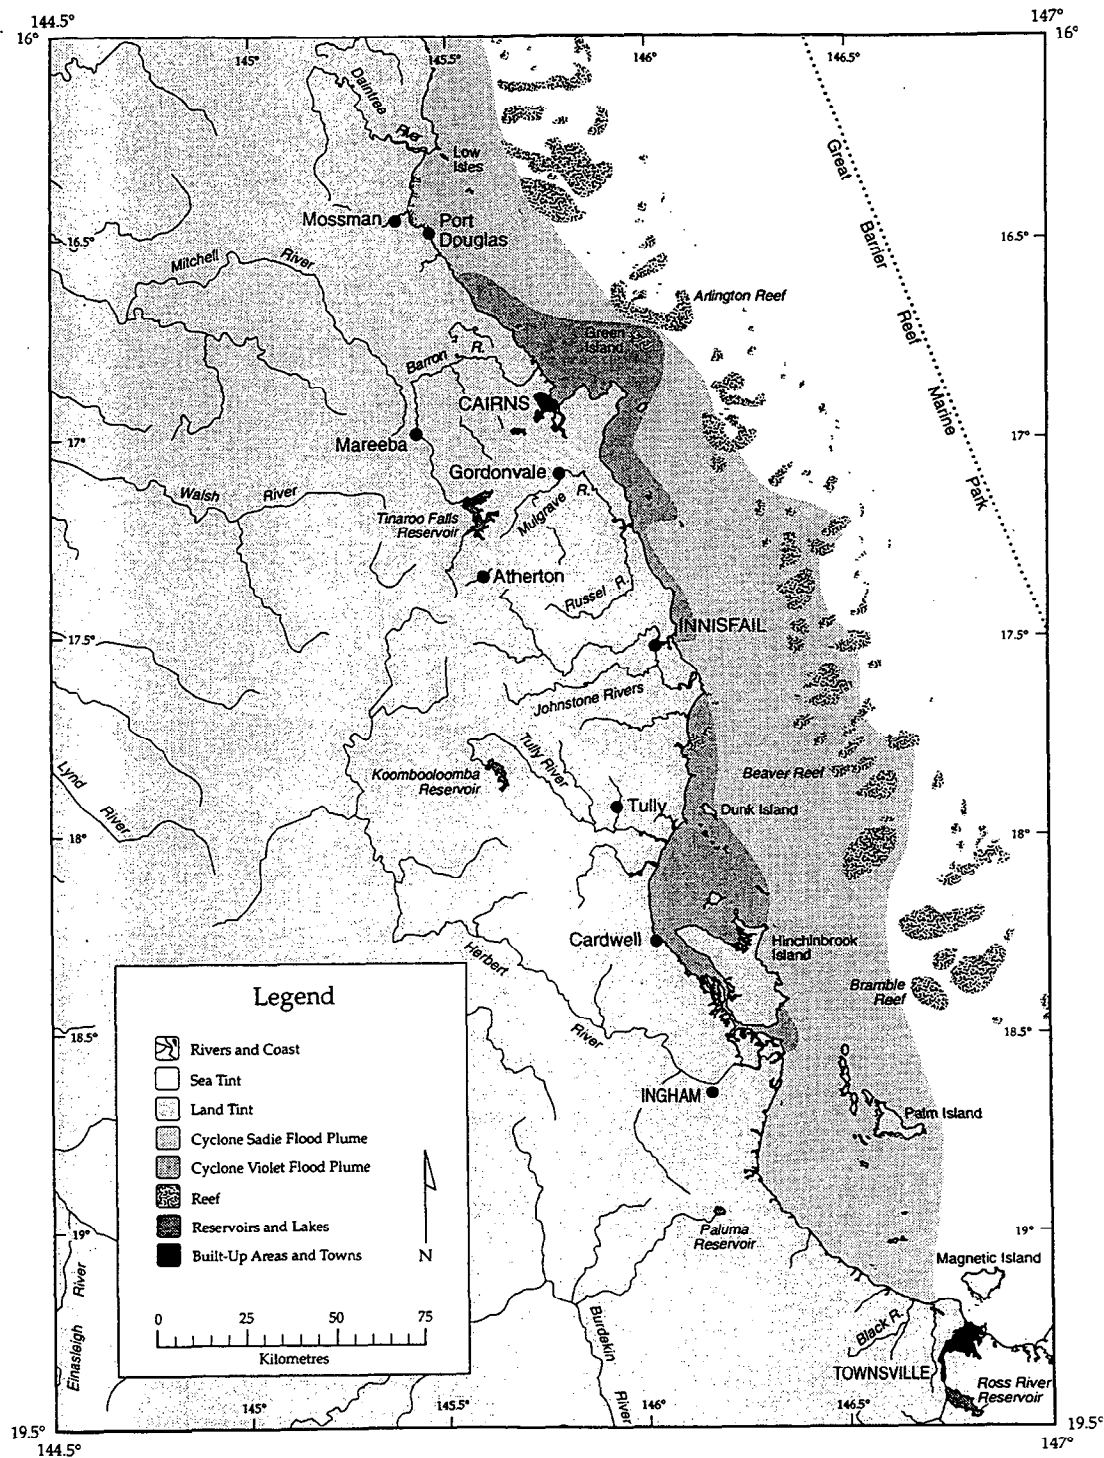 144.5°
147°
16°
16°
145°
145.5°
146°
146.5°
Daintree
River
Low
Isles
Great
Mossman
Port
Douglas
16.5°
16.5°
Barrier
Mitchell
River
Arlington Reef
Reef
Green
Island
Barron
R.
CAIRNS
Marine
17°
17°
Mareeba
Gordonvale
Park
Walsh
River
Mulgrave
R.
Tinaroo Falls
Reservoir
Atherton
Russel
R.
INNISFAIL
17.5°
17.5°
Johnstone Rivers
Tully River
Koombooloomba
Reservoir
Beaver Reef
Lynd
River
Tully
Dunk Island
18°
18°
Cardwell
Hinchinbrook
Island
Herbert
River
Bramble
Reef
18.5°
18.5°
INGHAM
Palm Island
Legend
Rivers and Coast
Sea Tint
Land Tint
Cyclone Sadie Flood Plume
Cyclone Violet Flood Plume
Reef
Reservoirs and Lakes
Built-Up Areas and Towns
N
0
25
50
75
Kilometres
19°
19°
Paluma
Reservoir
Magnetic Island
Einasleigh
River
Burdekin
River
Black R.
TOWNSVILLE
Ross River
Reservoir
145°
145.5°
146°
146.5°
19.5°
19.5°
144.5°
147°